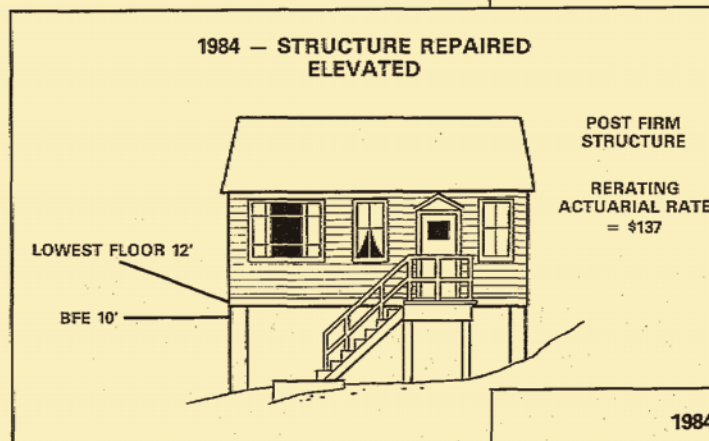 1984 — STRUCTURE REPAIRED
ELEVATED
POST FIRM
STRUCTURE
RERATING
ACTUARIAL RATE
= $137
LOWEST FLOOR 12'
BFE 10'
1984